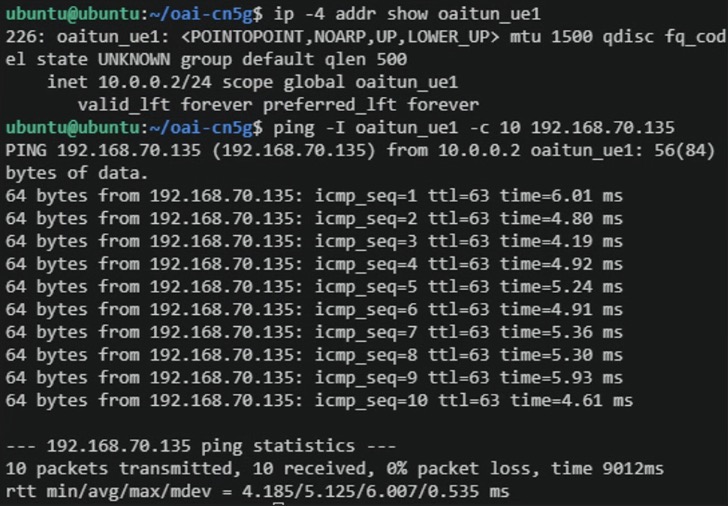 ubuntu@ubuntu:~/oai-cn5g$ ip -4 addr show oaitun_ue1
226: oaitun_ue1: <POINTOPOINT,NOARP,UP,LOWER_UP> mtu 1500 qdisc fq_cod
el state UNKNOWN group default qlen 500
    inet 10.0.0.2/24 scope global oaitun_ue1
       valid_lft forever preferred_lft forever
ubuntu@ubuntu:~/oai-cn5g$ ping -I oaitun_ue1 -c 10 192.168.70.135
PING 192.168.70.135 (192.168.70.135) from 10.0.0.2 oaitun_ue1: 56(84)
bytes of data.
64 bytes from 192.168.70.135: icmp_seq=1 ttl=63 time=6.01 ms
64 bytes from 192.168.70.135: icmp_seq=2 ttl=63 time=4.80 ms
64 bytes from 192.168.70.135: icmp_seq=3 ttl=63 time=4.19 ms
64 bytes from 192.168.70.135: icmp_seq=4 ttl=63 time=4.92 ms
64 bytes from 192.168.70.135: icmp_seq=5 ttl=63 time=5.24 ms
64 bytes from 192.168.70.135: icmp_seq=6 ttl=63 time=4.91 ms
64 bytes from 192.168.70.135: icmp_seq=7 ttl=63 time=5.36 ms
64 bytes from 192.168.70.135: icmp_seq=8 ttl=63 time=5.30 ms
64 bytes from 192.168.70.135: icmp_seq=9 ttl=63 time=5.93 ms
64 bytes from 192.168.70.135: icmp_seq=10 ttl=63 time=4.61 ms

--- 192.168.70.135 ping statistics ---
10 packets transmitted, 10 received, 0% packet loss, time 9012ms
rtt min/avg/max/mdev = 4.185/5.125/6.007/0.535 ms